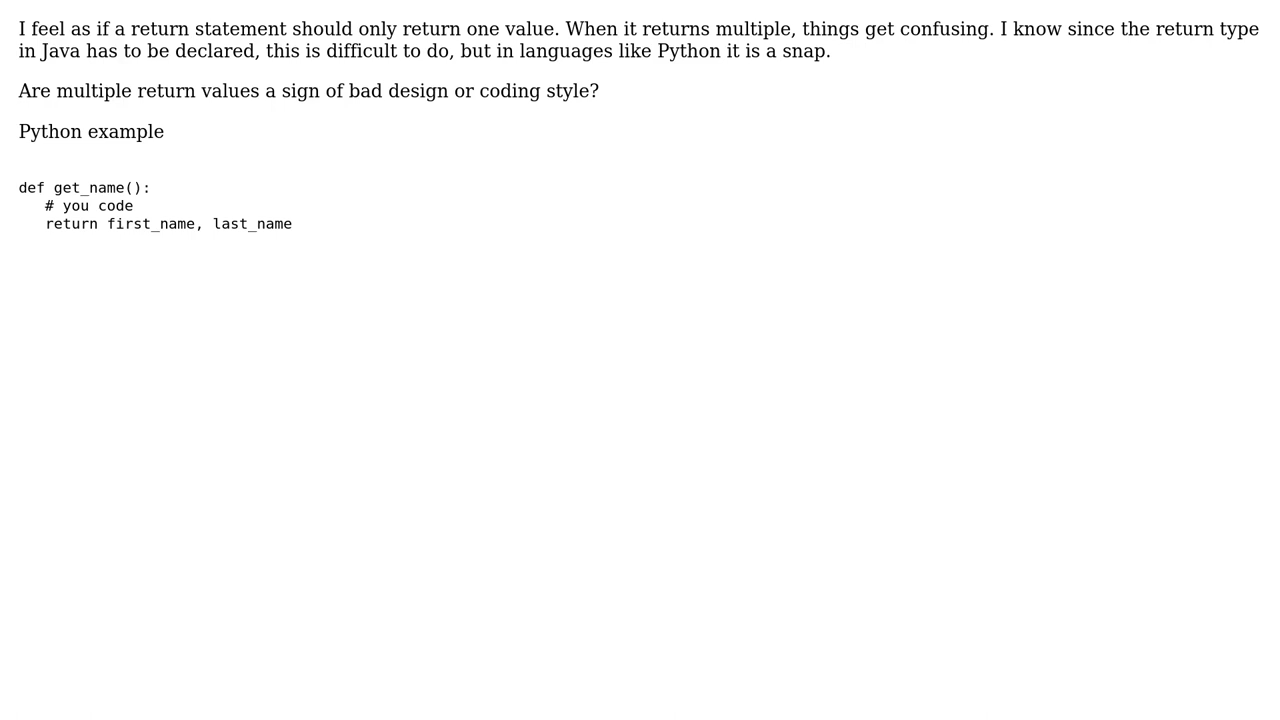 I feel as if a return statement should only return one value. When it returns multiple, things get confusing. I know since the return type
in Java has to be declared, this is difficult to do, but in languages like Python it is a snap.
Are multiple return values a sign of bad design or coding style?
Python example
def get_name():
   # you code
   return first_name, last_name